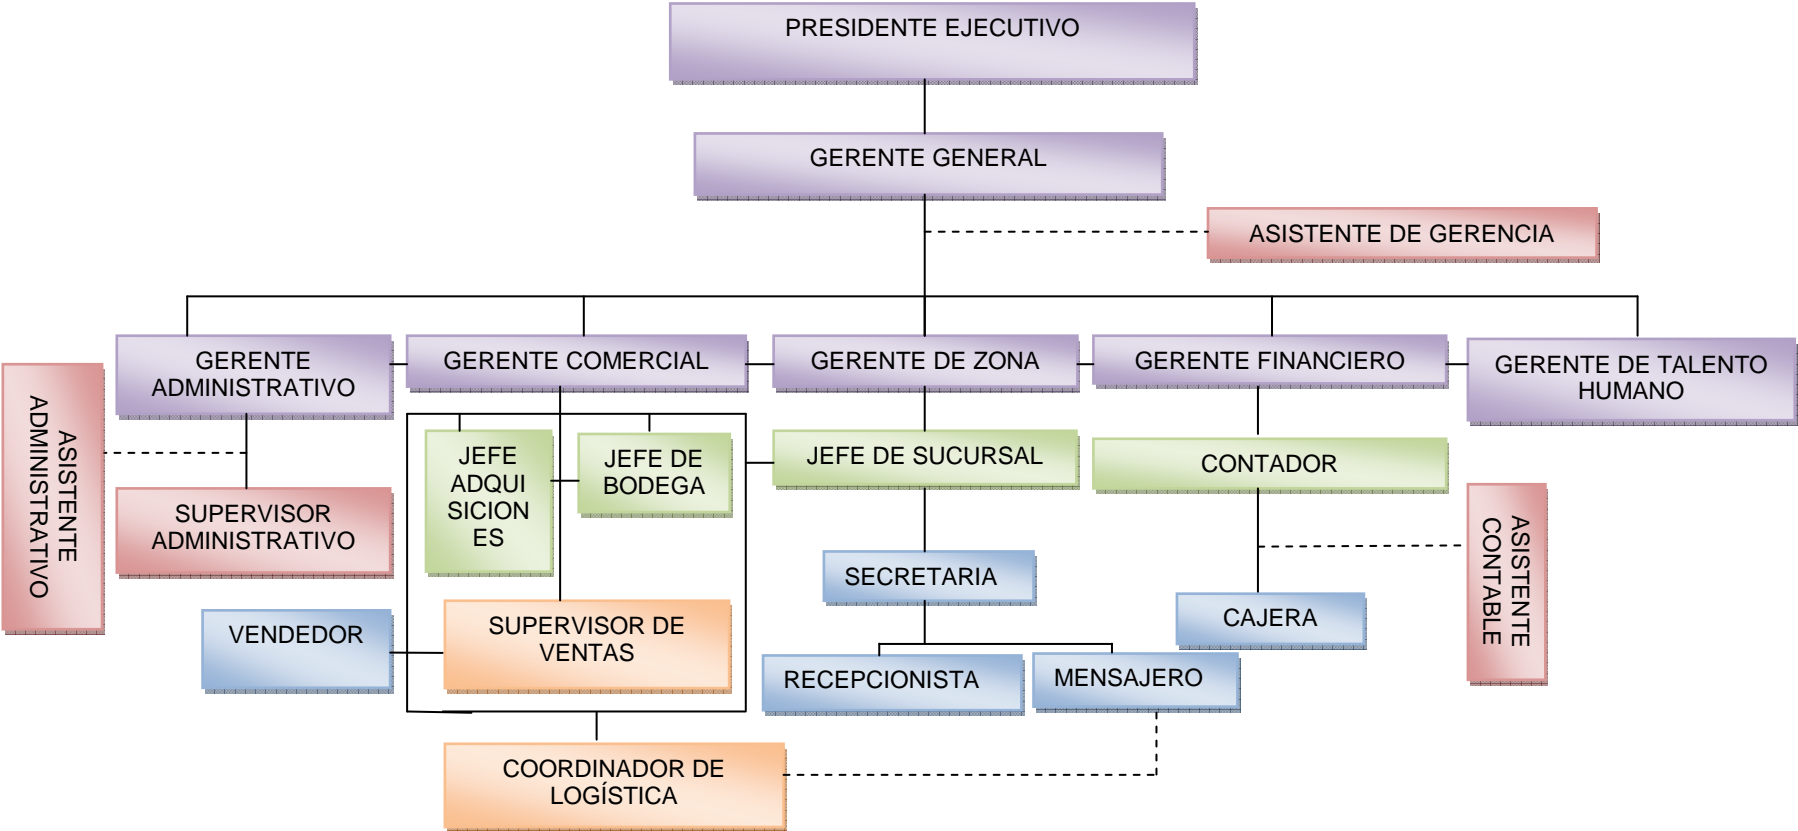 PRESIDENTE EJECUTIVO
GERENTE GENERAL
ASISTENTE DE GERENCIA
GERENTE
ADMINISTRATIVO
GERENTE COMERCIAL
GERENTE DE ZONA
GERENTE FINANCIERO
GERENTE DE TALENTO
HUMANO
ASISTENTE
ADMINISTRATIVO
JEFE
ADQUI
SICION
ES
JEFE DE
BODEGA
JEFE DE SUCURSAL
CONTADOR
SUPERVISOR
ADMINISTRATIVO
ASISTENTE
CONTABLE
SECRETARIA
VENDEDOR
SUPERVISOR DE
VENTAS
CAJERA
RECEPCIONISTA
MENSAJERO
COORDINADOR DE
LOGÍSTICA